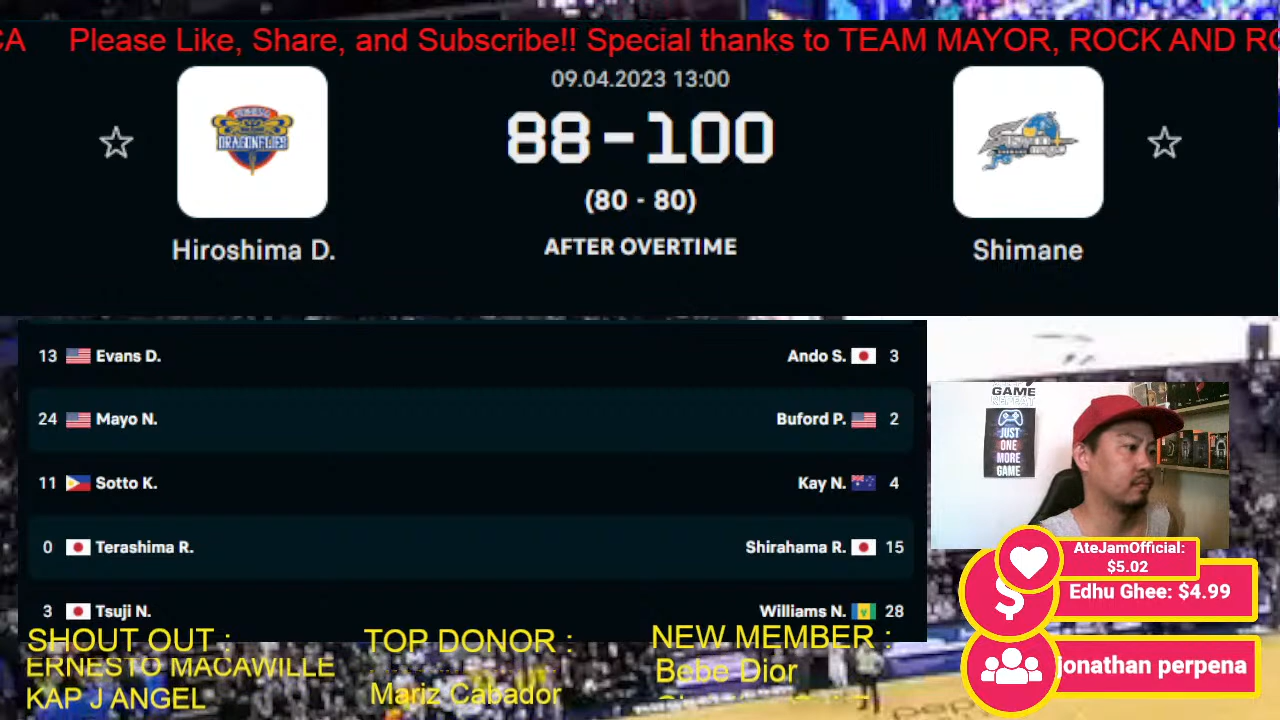 CA Please Like, Share, and Subscribe!! Special thanks to TEAM MAYOR, ROCK AND RO
09.04.2023 13:00
88-100
(80 - 80)
AFTER OVERTIME
DRAGONFLIES
Hiroshima D.
Shimane
13 Evans D.
Ando S. 3
24 Mayo N.
Buford P. 2
11 Sotto K.
Kay N. 4
0 Terashima R.
Shirahama R. 15
3 Tsuji N.
Williams N. 28
GAME
REPEAT
JUST
ONE
MORE
GAME
AteJamOfficial:
$5.02
$
Edhu Ghee: $4.99
jonathan perpena
SHOUT OUT :
ERNESTO MACAWILLE
KAP J ANGEL
TOP DONOR :
Mariz Cabador
NEW MEMBER :
Bebe Dior